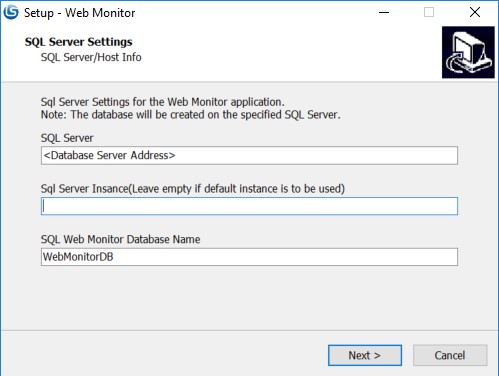 Setup - Web Monitor
SQL Server Settings
SQL Server/Host Info
Sql Server Settings for the Web Monitor application.
Note: The database will be created on the specified SQL Server.
SQL Server
<Database Server Address>
Sql Server Insance(Leave empty if default instance is to be used)
SQL Web Monitor Database Name
WebMonitorDB
Next > Cancel